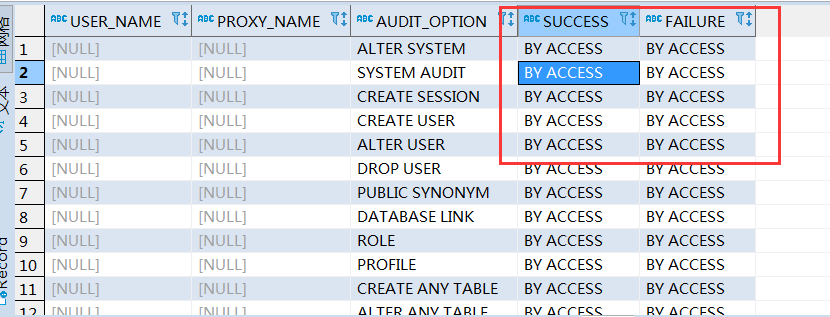 USER_NAME PROXY_NAME AUDIT_OPTION SUCCESS FAILURE
1 [NULL] [NULL] ALTER SYSTEM BY ACCESS BY ACCESS
2 [NULL] [NULL] SYSTEM AUDIT BY ACCESS BY ACCESS
3 [NULL] [NULL] CREATE SESSION BY ACCESS BY ACCESS
4 [NULL] [NULL] CREATE USER BY ACCESS BY ACCESS
5 [NULL] [NULL] ALTER USER BY ACCESS BY ACCESS
6 [NULL] [NULL] DROP USER BY ACCESS BY ACCESS
7 [NULL] [NULL] PUBLIC SYNONYM BY ACCESS BY ACCESS
8 [NULL] [NULL] DATABASE LINK BY ACCESS BY ACCESS
9 [NULL] [NULL] ROLE BY ACCESS BY ACCESS
10 [NULL] [NULL] PROFILE BY ACCESS BY ACCESS
11 [NULL] [NULL] CREATE ANY TABLE BY ACCESS BY ACCESS
12 [NULL] [NULL] ALTER ANY TABLE BY ACCESS BY ACCESS
网格
文本
Record